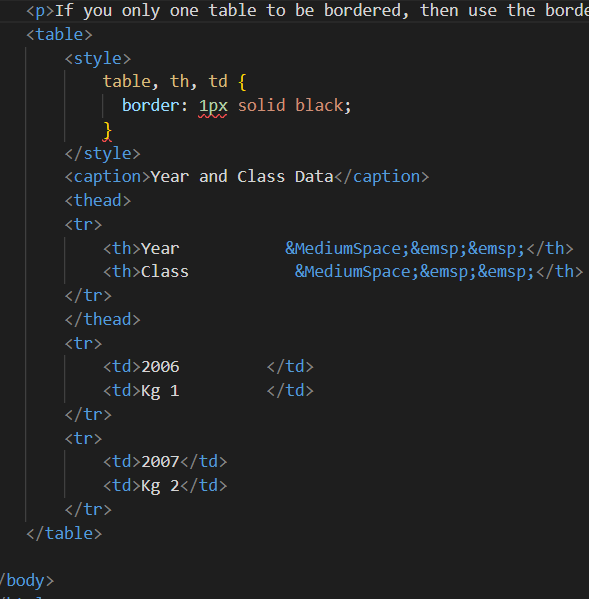 <p>If you only one table to be bordered, then use the
<table>
<style>
table, th, td {
border: 1px solid black;
}
</style>
<caption>Year and Class Data</caption>
<thead>
<tr>
<th>Year &MediumSpace;&emsp;&emsp;</th>
<th>Class &MediumSpace;&emsp;&emsp;</th>
</tr>
</thead>
<tr>
<td>2006 </td>
<td>Kg 1 </td>
</tr>
<tr>
<td>2007</td>
<td>Kg 2</td>
</tr>
</table>
/body>